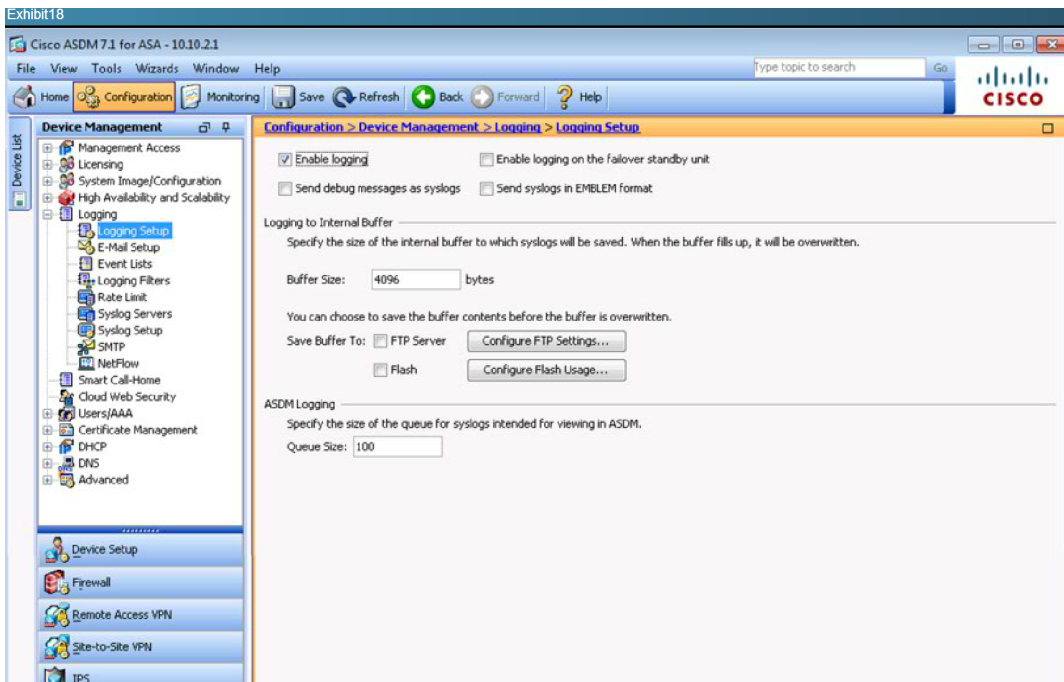 Exhibit18
Cisco ASDM 7.1 for ASA - 10.10.2.1
File View Tools Wizards Window Help
Type topic to search Go
Home Configuration Monitoring Save Refresh Back Forward Help
CISCO
Device List
Device Management
Management Access
Licensing
System Image/Configuration
High Availability and Scalability
Logging
Logging Setup
E-Mail Setup
Event Lists
Logging Filters
Rate Limit
Syslog Servers
Syslog Setup
SMTP
NetFlow
Smart Call-Home
Cloud Web Security
Users/AAA
Certificate Management
DHCP
DNS
Advanced
Device Setup
Firewall
Remote Access VPN
Site-to-Site VPN
IPS
Configuration > Device Management > Logging > Logging Setup
Enable logging Enable logging on the failover standby unit
Send debug messages as syslogs Send syslogs in EMBLEM format
Logging to Internal Buffer
Specify the size of the internal buffer to which syslogs will be saved. When the buffer fills up, it will be overwritten.
Buffer Size: 4096 bytes
You can choose to save the buffer contents before the buffer is overwritten.
Save Buffer To: FTP Server Configure FTP Settings...
Flash Configure Flash Usage...
ASDM Logging
Specify the size of the queue for syslogs intended for viewing in ASDM.
Queue Size: 100